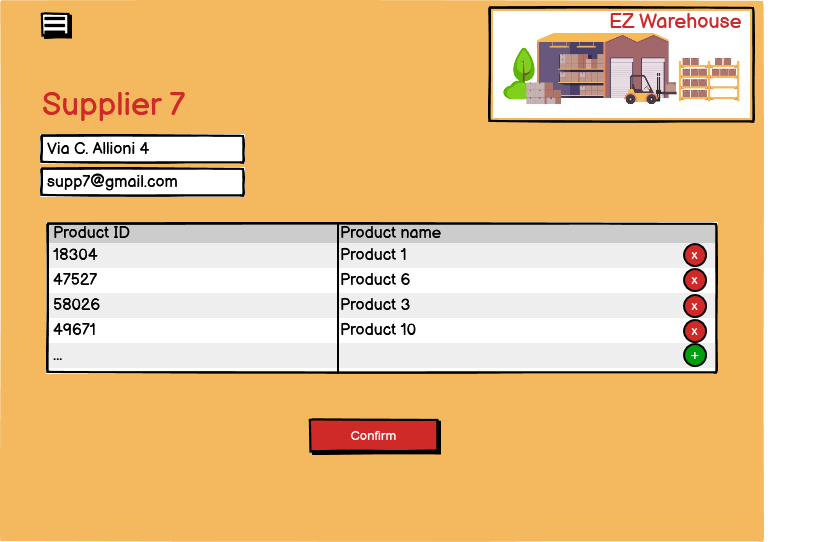 EZ Warehouse
Supplier 7
Via C. Allioni 4
supp7@gmail.com
Product ID Product name
18304 Product 1 x
47527 Product 6 x
58026 Product 3 x
49671 Product 10 x
... +
Confirm